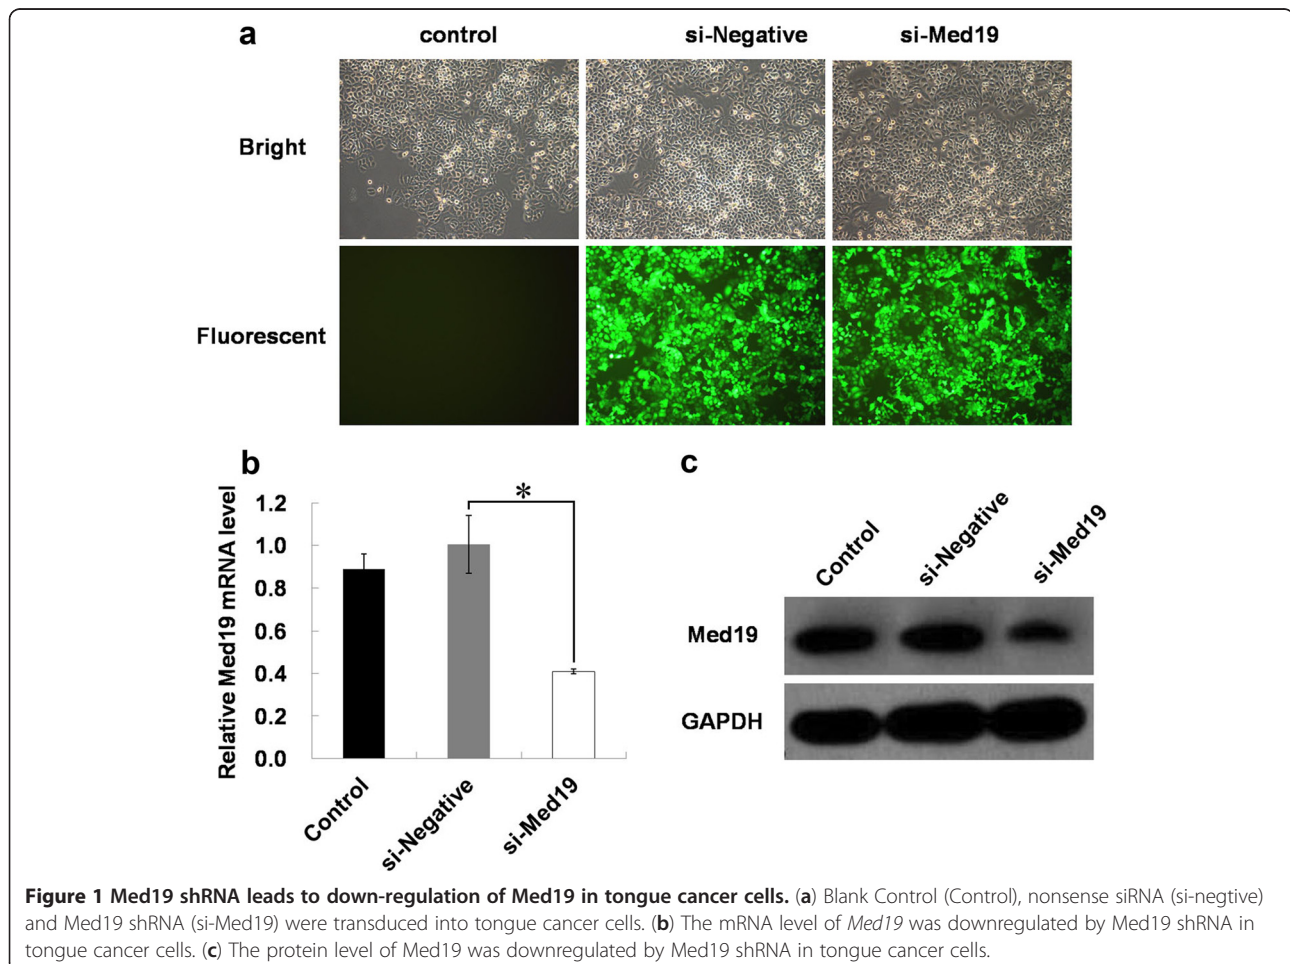 a
control si-Negative si-Med19
Bright
Fluorescent
b
Relative Med19 mRNA level
1.2
1.0
0.8
0.6
0.4
0.2
0.0
*
Control
si-Negative
si-Med19
c
Control
si-Negative
si-Med19
Med19
GAPDH
Figure 1 Med19 shRNA leads to down-regulation of Med19 in tongue cancer cells. (a) Blank Control (Control), nonsense siRNA (si-negtive)
and Med19 shRNA (si-Med19) were transduced into tongue cancer cells. (b) The mRNA level of Med19 was downregulated by Med19 shRNA in
tongue cancer cells. (c) The protein level of Med19 was downregulated by Med19 shRNA in tongue cancer cells.